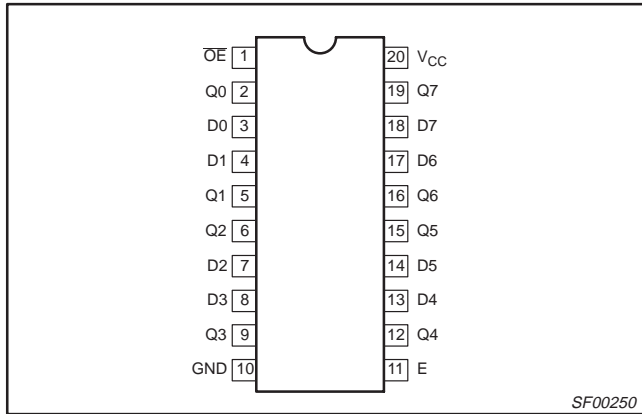 O̅E̅ 1 20 VCC
Q0 2 19 Q7
D0 3 18 D7
D1 4 17 D6
Q1 5 16 Q6
Q2 6 15 Q5
D2 7 14 D5
D3 8 13 D4
Q3 9 12 Q4
GND 10 11 E
SF00250